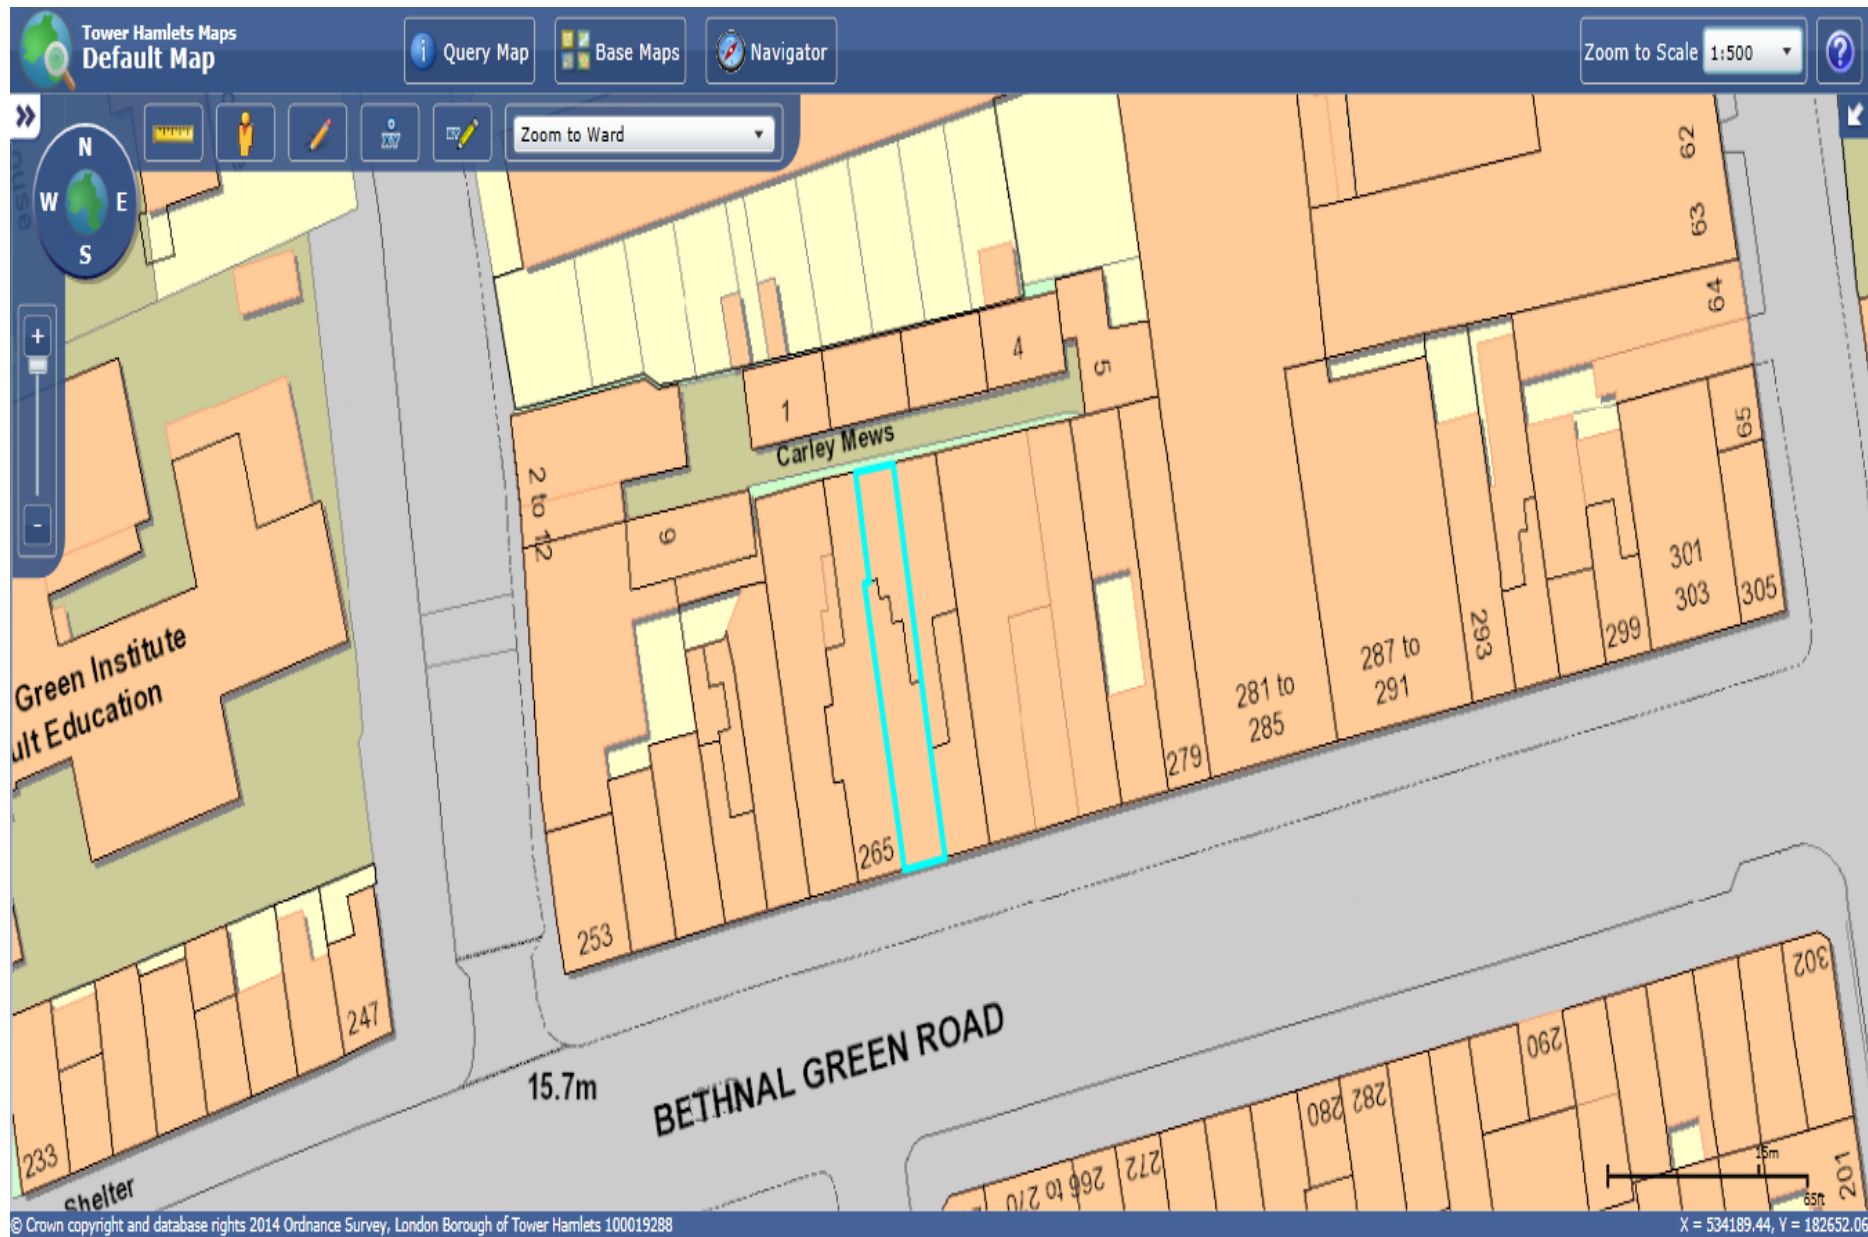 Tower Hamlets Maps
Default Map
Query Map
Base Maps
Navigator
Zoom to Scale
1:500
?
»
Zoom to Ward
N
W
E
S
+
-
62
63
64
65
4
5
1
Carley Mews
2 to 12
9
301
303
305
299
293
287 to
291
281 to
285
279
265
253
Green Institute
ult Education
247
233
Shelter
15.7m
BETHNAL GREEN ROAD
302
290
282
280
272
266 to 270
201
15m
65ft
© Crown copyright and database rights 2014 Ordnance Survey, London Borough of Tower Hamlets 100019288
X = 534189.44, Y = 182652.06